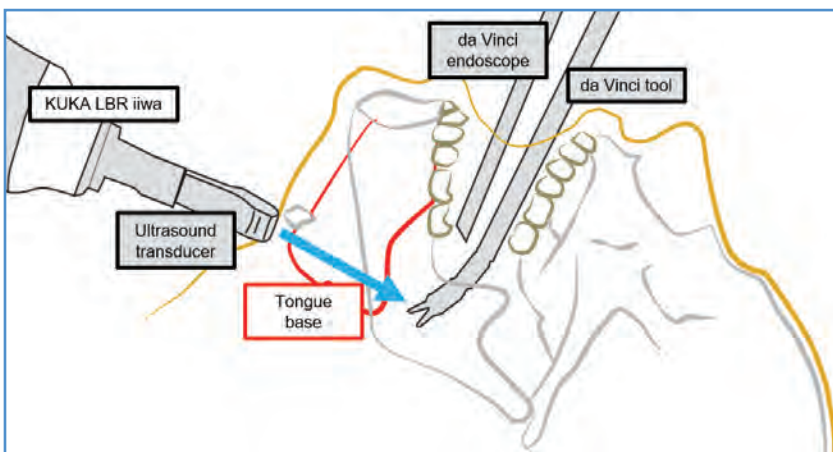 da Vinci
endoscope
da Vinci tool
KUKA LBR iiwa
Ultrasound
transducer
Tongue
base